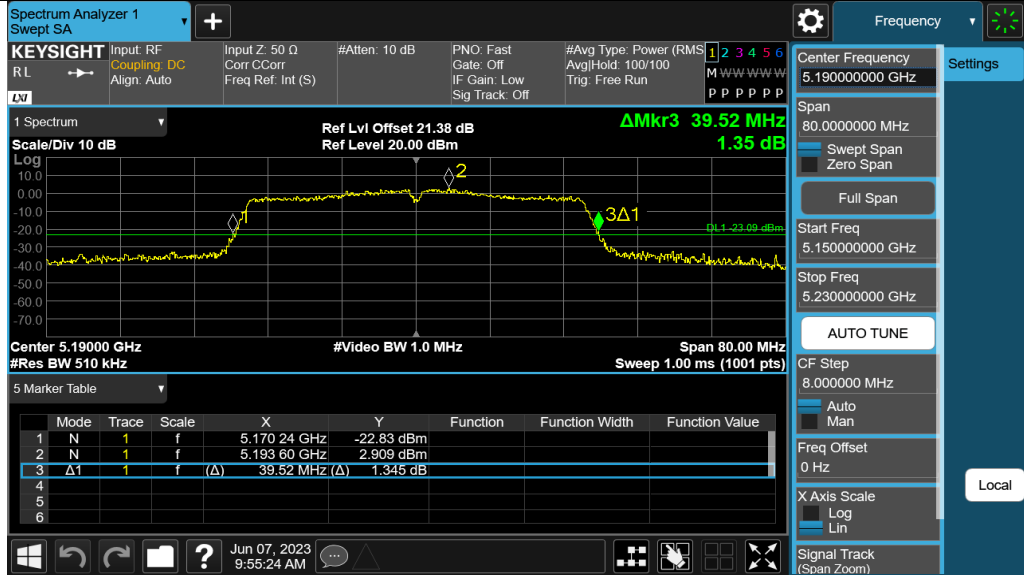 Spectrum Analyzer 1
Swept SA
+
Frequency
KEYSIGHT
R L
LXI
Input: RF
Coupling: DC
Align: Auto
Input Z: 50 Ω
Corr CCorr
Freq Ref: Int (S)
#Atten: 10 dB
PNO: Fast
Gate: Off
IF Gain: Low
Sig Track: Off
#Avg Type: Power (RMS
Avg|Hold: 100/100
Trig: Free Run
1 2 3 4 5 6
M W W W W W
P P P P P P
1 Spectrum
Scale/Div 10 dB
Ref Lvl Offset 21.38 dB
Ref Level 20.00 dBm
ΔMkr3 39.52 MHz
1.35 dB
Log
10.0
0.00
-10.0
-20.0
-30.0
-40.0
-50.0
-60.0
-70.0
2
3Δ1
DL1 -23.09 dBm
Center 5.19000 GHz
#Res BW 510 kHz
#Video BW 1.0 MHz
Span 80.00 MHz
Sweep 1.00 ms (1001 pts)
5 Marker Table
Mode Trace Scale X Y Function Function Width Function Value
1 N 1 f 5.170 24 GHz -22.83 dBm
2 N 1 f 5.193 60 GHz 2.909 dBm
3 Δ1 1 f (Δ) 39.52 MHz (Δ) 1.345 dB
4
5
6
Center Frequency
5.190000000 GHz
Span
80.0000000 MHz
Swept Span
Zero Span
Full Span
Start Freq
5.150000000 GHz
Stop Freq
5.230000000 GHz
AUTO TUNE
CF Step
8.000000 MHz
Auto
Man
Freq Offset
0 Hz
X Axis Scale
Log
Lin
Signal Track
(Span Zoom)
Settings
Local
?
Jun 07, 2023
9:55:24 AM